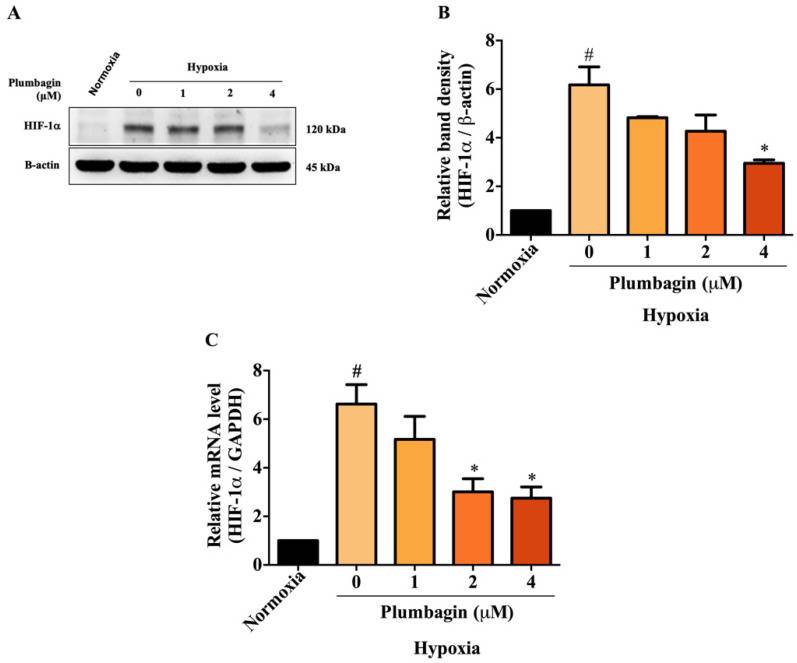 A
Normoxia
Hypoxia
Plumbagin
(μM)
0 1 2 4
HIF-1α
120 kDa
B-actin
45 kDa
B
Relative band density
(HIF-1α / β-actin)
8
6
4
2
0
#
*
Normoxia
0 1 2 4
Plumbagin (μM)
Hypoxia
C
Relative mRNA level
(HIF-1α / GAPDH)
8
6
4
2
0
#
* *
Normoxia
0 1 2 4
Plumbagin (μM)
Hypoxia